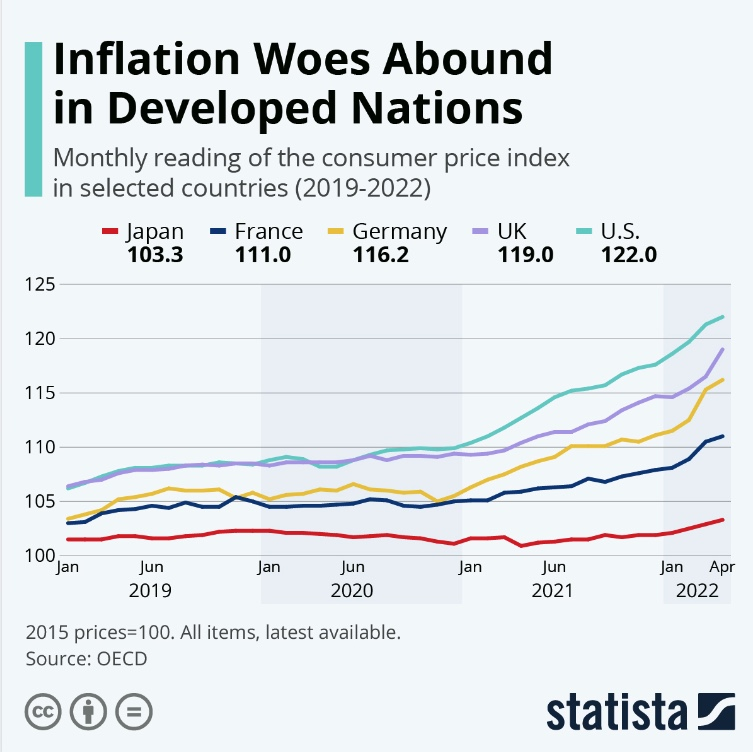 Inflation Woes Abound
in Developed Nations
Monthly reading of the consumer price index
in selected countries (2019-2022)
Japan France Germany UK U.S.
103.3 111.0 116.2 119.0 122.0
125
120
115
110
105
100
Jan Jun Jan Jun Jan Jun Jan Apr
2019 2020 2021 2022
2015 prices=100. All items, latest available.
Source: OECD
cc
statista